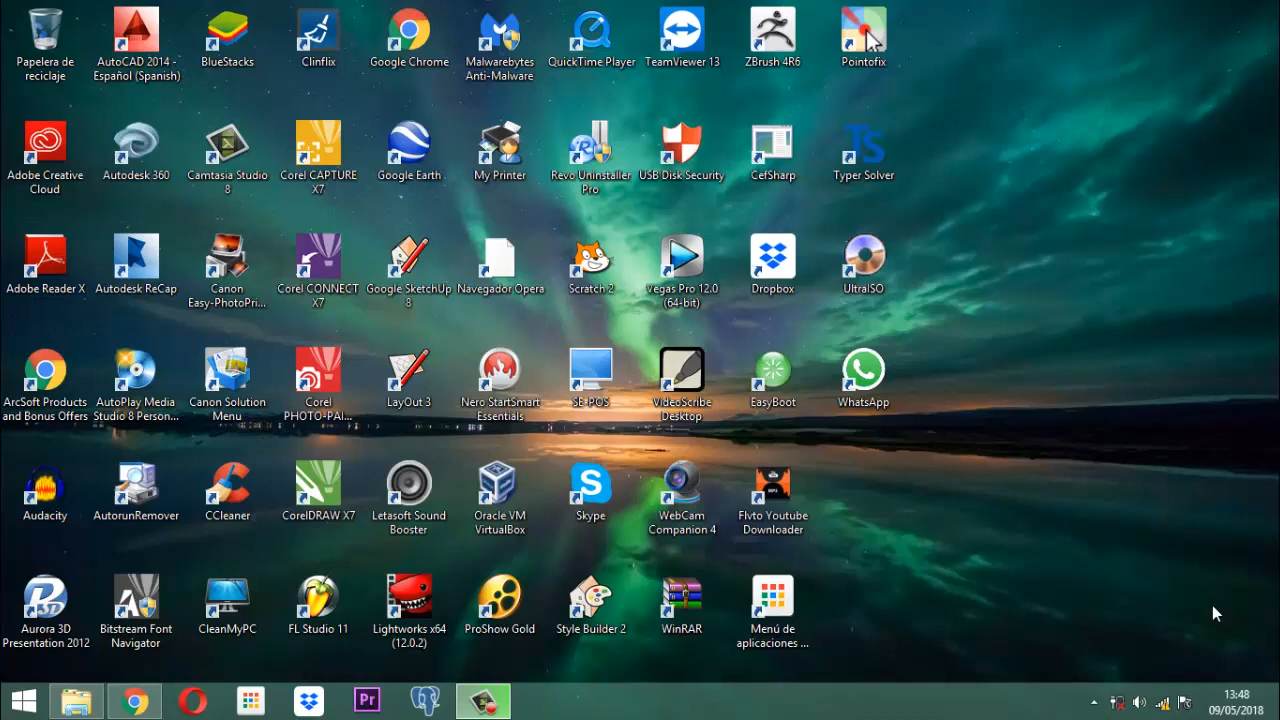 Papelera de
reciclaje
AutoCAD 2014 -
Español (Spanish)
BlueStacks
Clinflix
Google Chrome
Malwarebytes
Anti-Malware
QuickTime Player
TeamViewer 13
ZBrush 4R6
Pointofix
Adobe Creative
Cloud
Autodesk 360
Camtasia Studio
8
Corel CAPTURE
X7
Google Earth
My Printer
Revo Uninstaller
Pro
USB Disk Security
CefSharp
TS
Typer Solver
Adobe Reader X
Autodesk ReCap
Canon
Easy-PhotoPri...
Corel CONNECT
X7
Google SketchUp
8
Navegador Opera
Scratch 2
Vegas Pro 12.0
(64-bit)
Dropbox
UltraISO
ArcSoft Products
and Bonus Offers
AutoPlay Media
Studio 8 Person...
Canon Solution
Menu
Corel
PHOTO-PAI...
LayOut 3
Nero StartSmart
Essentials
SE-POS
VideoScribe
Desktop
EasyBoot
WhatsApp
Audacity
AutorunRemover
CCleaner
CorelDRAW X7
Letasoft Sound
Booster
Oracle VM
VirtualBox
Skype
WebCam
Companion 4
Flvto Youtube
Downloader
Aurora 3D
Presentation 2012
Bitstream Font
Navigator
CleanMyPC
FL Studio 11
Lightworks x64
(12.0.2)
ProShow Gold
Style Builder 2
WinRAR
Menú de
aplicaciones ...
Pr
13:48
09/05/2018